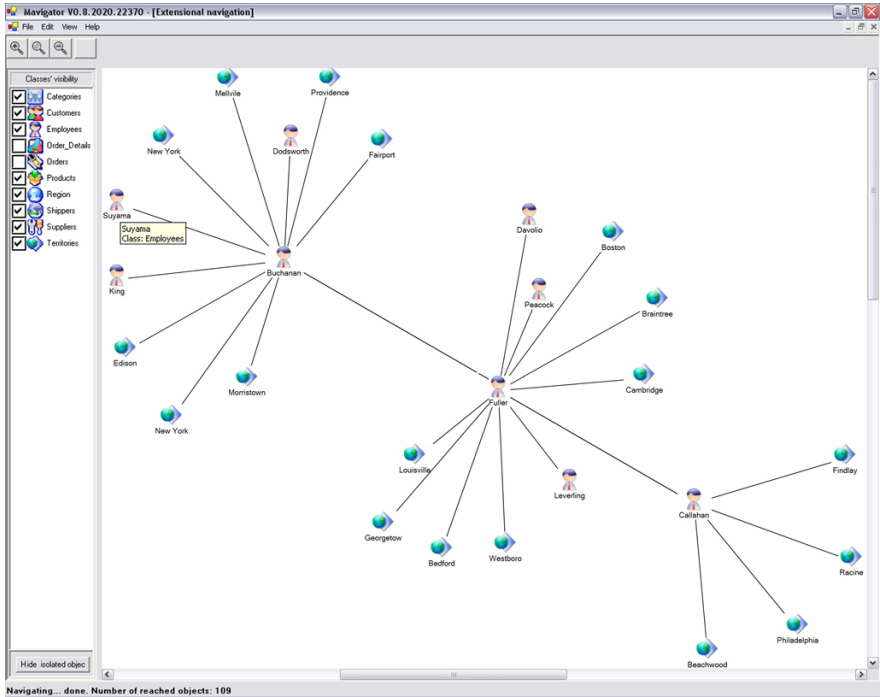 Mavigator V0.8.2020.22370 - [Extensional navigation]
File Edit View Help
Classes' visibility
Categories
Customers
Employees
Order_Details
Orders
Products
Region
Shippers
Suppliers
Territories
Hide isolated objec
Mellvile
Providence
New York
Dodsworth
Fairport
Suyama
Suyama
Class: Employees
Buchanan
King
Edison
Morristown
New York
Davolio
Boston
Peacock
Braintree
Cambridge
Fuller
Louisville
Leverling
Georgetow
Bedford
Westboro
Callahan
Findlay
Racine
Philadelphia
Beachwood
Navigating... done. Number of reached objects: 109